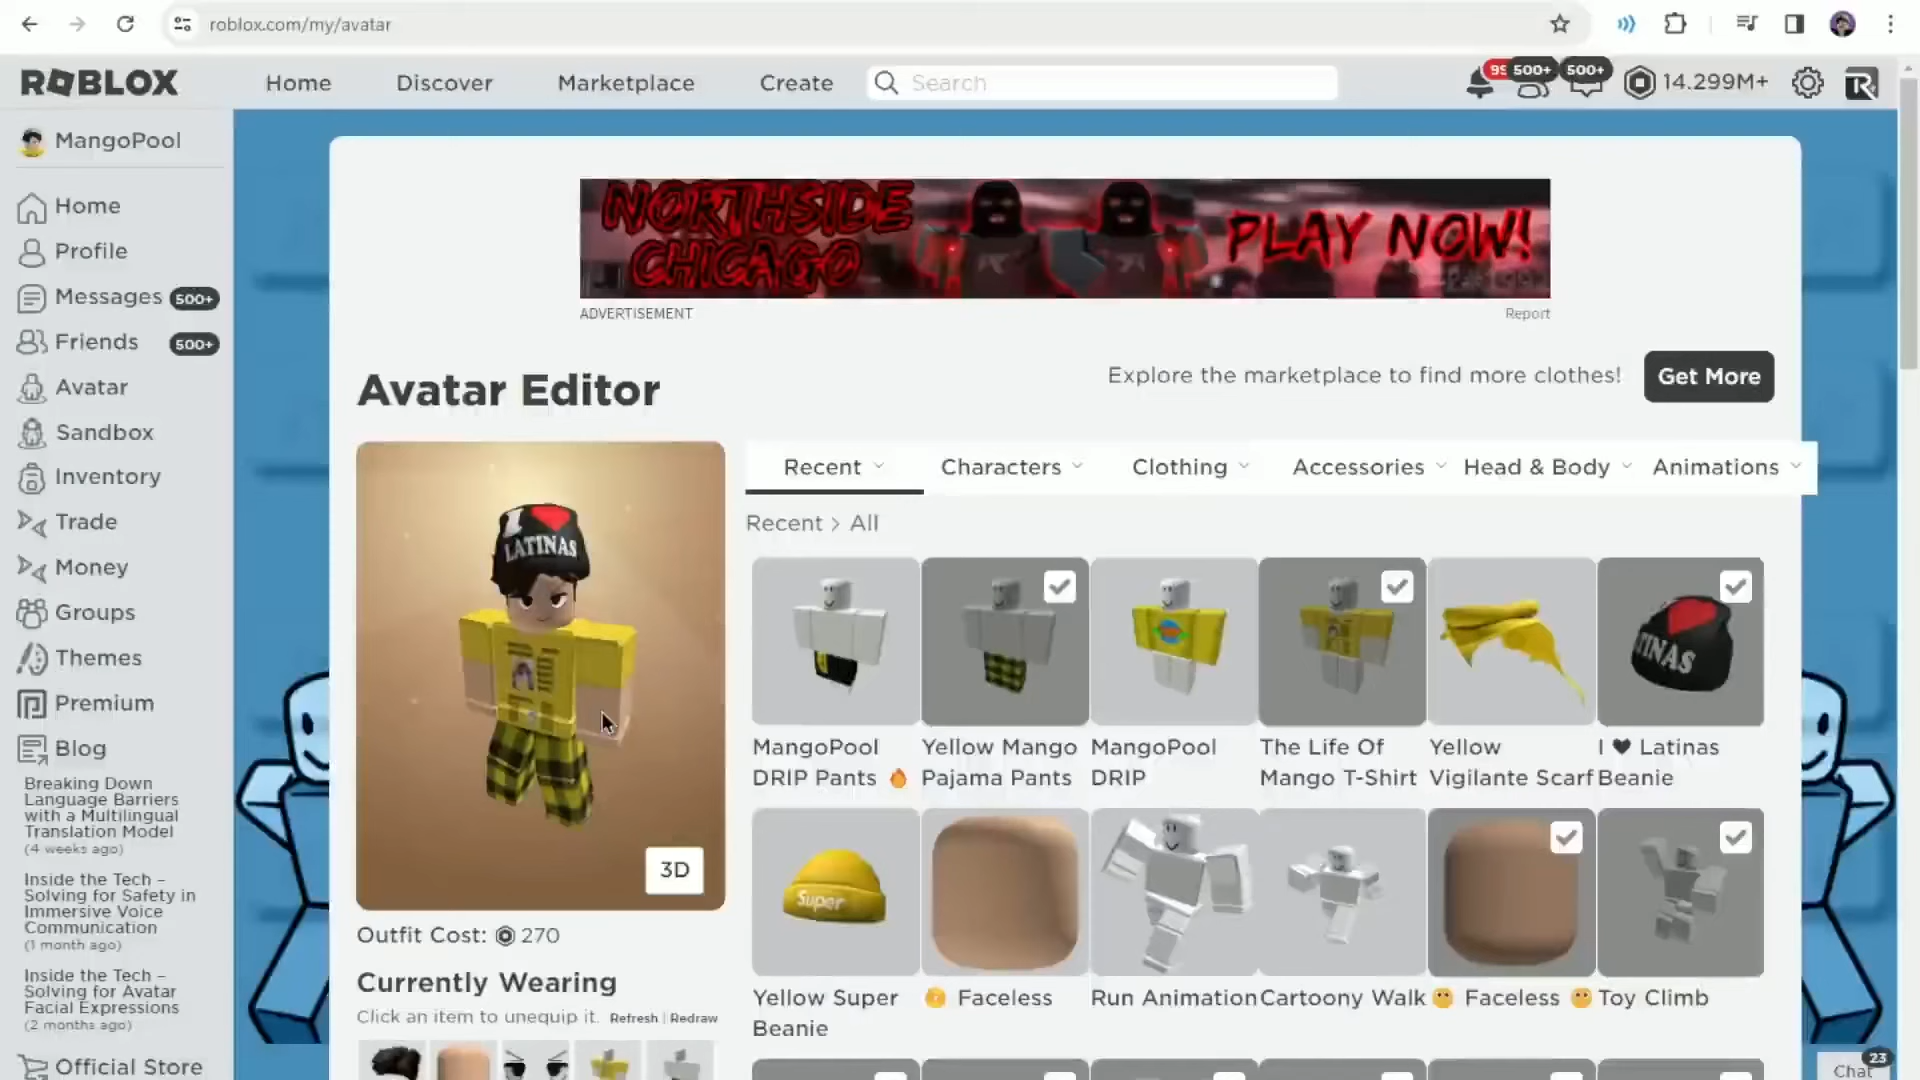 roblox.com/my/avatar
ROBLOX
Home
Discover
Marketplace
Create
Search
99
500+
500+
14.299M+
MangoPool
Home
Profile
Messages 500+
Friends 500+
Avatar
Sandbox
Inventory
Trade
Money
Groups
Themes
Premium
Blog
Breaking Down
Language Barriers
with a Multilingual
Translation Model
(4 weeks ago)
Inside the Tech –
Solving for Safety in
Immersive Voice
Communication
(1 month ago)
Inside the Tech –
Solving for Avatar
Facial Expressions
(2 months ago)
Official Store
NORTHSIDE
CHICAGO
PLAY NOW!
ADVERTISEMENT
Report
Avatar Editor
Explore the marketplace to find more clothes!
Get More
I ❤ LATINAS
3D
Outfit Cost: 270
Currently Wearing
Click an item to unequip it. Refresh | Redraw
Recent
Characters
Clothing
Accessories
Head & Body
Animations
Recent > All
TINAS
MangoPool
DRIP Pants 🔥
Yellow Mango
Pajama Pants
MangoPool
DRIP
The Life Of
Mango T-Shirt
Yellow
Vigilante Scarf
I ♥ Latinas
Beanie
Super
Yellow Super
Beanie
Faceless
Run Animation
Cartoony Walk
Faceless
Toy Climb
Chat
23